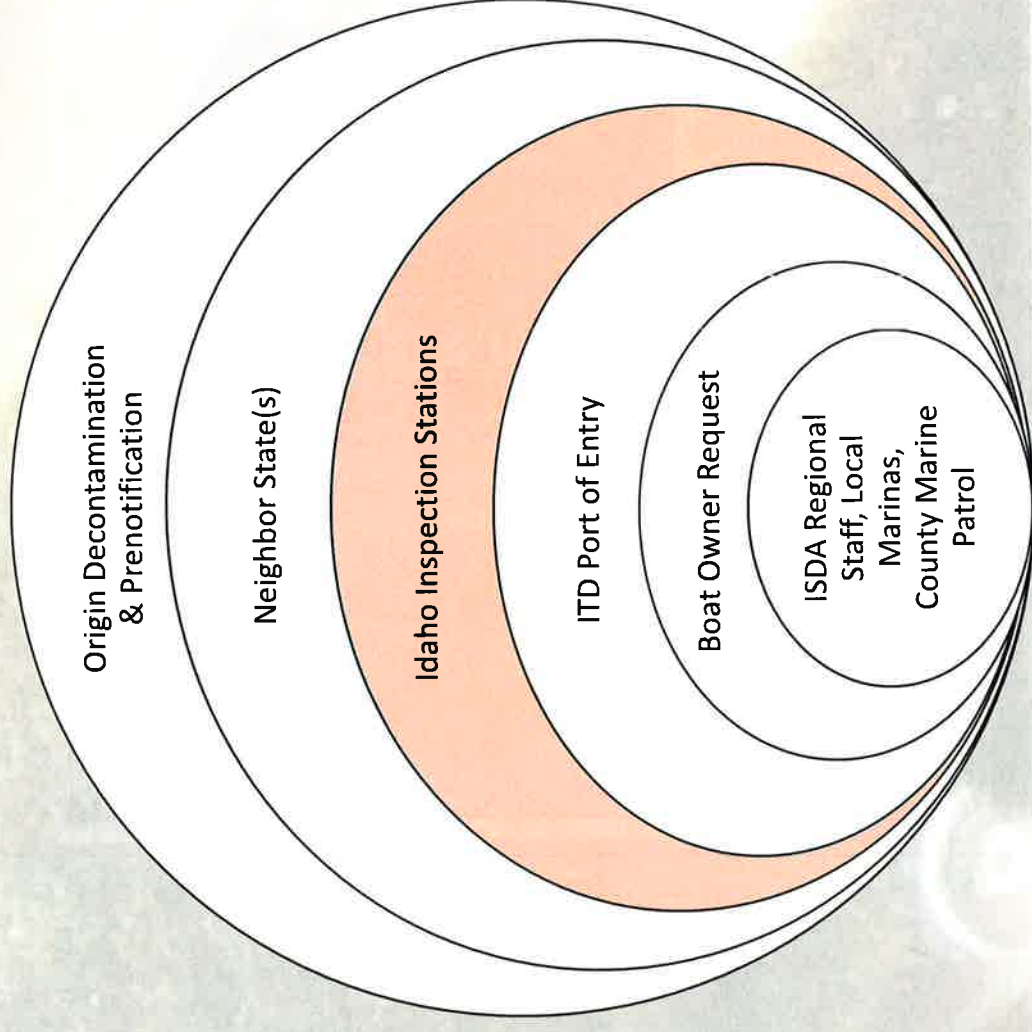 Origin Decontamination
& Prenotification
Neighbor State(s)
Idaho Inspection Stations
ITD Port of Entry
Boat Owner Request
ISDA Regional
Staff, Local
Marinas,
County Marine
Patrol